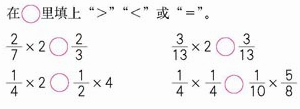 在○里填上“>”“<”或“=”。
2/7 × 2 ○ 2/3    3/13 × 2 ○ 3/13
1/4 × 2 ○ 1/2 × 4    1/4 × 1/4 ○ 1/10 × 5/8